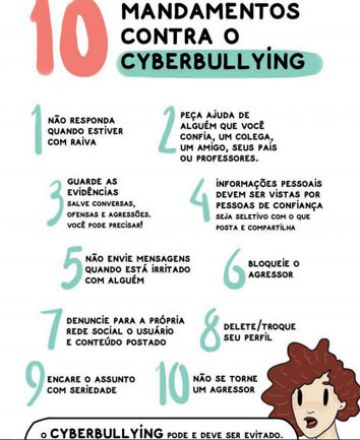 10 MANDAMENTOS
CONTRA O
CYBERBULLYING
1 NÃO RESPONDA
QUANDO ESTIVER
COM RAIVA
2 PEÇA AJUDA DE
ALGUÉM QUE VOCÊ
CONFIA, UM COLEGA,
UM AMIGO, SEUS PAIS
OU PROFESSORES.
3 GUARDE AS
EVIDÊNCIAS
SALVE CONVERSAS,
OFENSAS E AGRESSÕES.
VOCÊ PODE PRECISAR!
4 INFORMAÇÕES PESSOAIS
DEVEM SER VISTAS POR
PESSOAS DE CONFIANÇA
SEJA SELETIVO COM O QUE
POSTA E COMPARTILHA
5 NÃO ENVIE MENSAGENS
QUANDO ESTÁ IRRITADO
COM ALGUÉM
6 BLOQUEIE O
AGRESSOR
7 DENUNCIE PARA A PRÓPRIA
REDE SOCIAL O USUÁRIO
E CONTEÚDO POSTADO
8 DELETE/TROQUE
SEU PERFIL
9 ENCARE O ASSUNTO
COM SERIEDADE
10 NÃO SE TORNE
UM AGRESSOR
O CYBERBULLYING PODE E DEVE SER EVITADO.